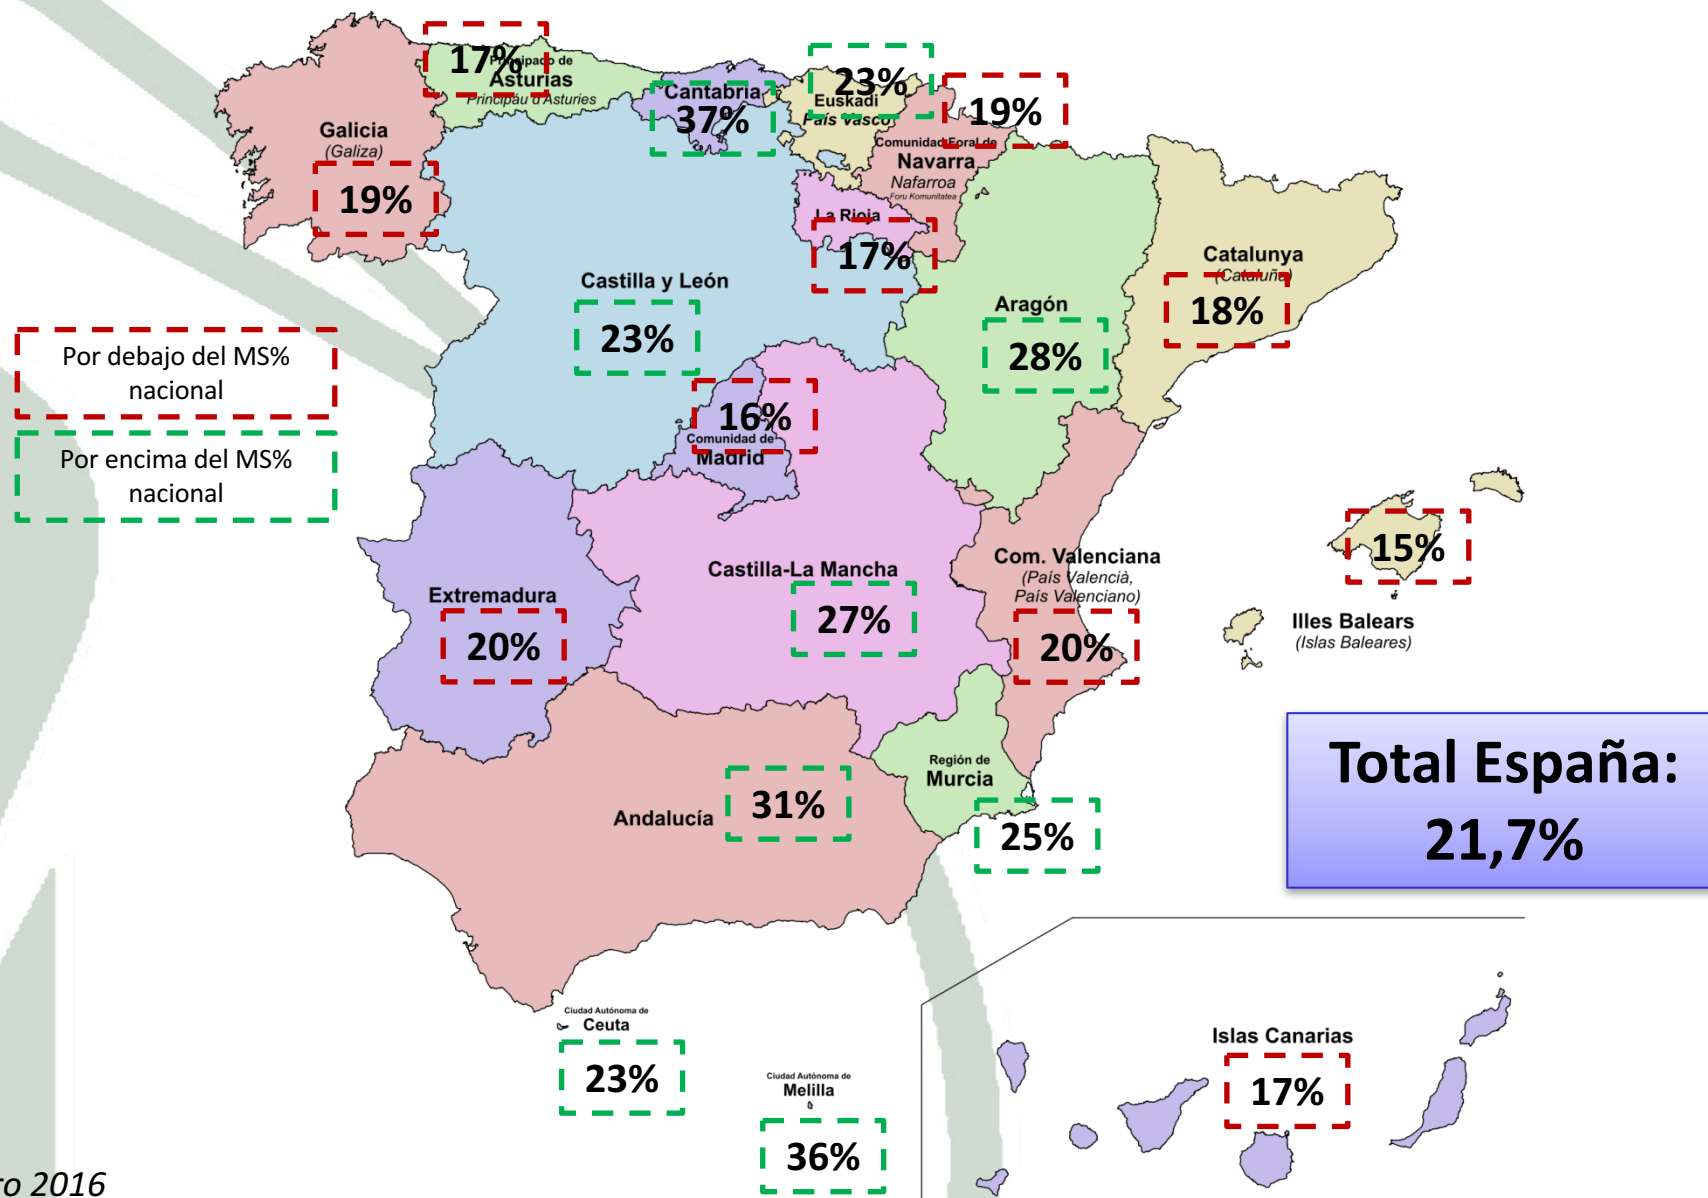 17%
Principado de
Asturias
Principáu d'Asturies
Cantabria
37%
23%
Euskadi
País Vasco
19%
Comunidad Foral de
Navarra
Nafarroa
Foru Komunitatea
Galicia
(Galiza)
19%
La Rioja
17%
Castilla y León
23%
Aragón
28%
Catalunya
(Cataluña)
18%
Por debajo del MS%
nacional
Por encima del MS%
nacional
16%
Comunidad de
Madrid
Extremadura
20%
Castilla-La Mancha
27%
Com. Valenciana
(País Valencià,
País Valenciano)
20%
15%
Illes Balears
(Islas Baleares)
Andalucía
31%
Región de
Murcia
25%
Total España:
21,7%
Ciudad Autónoma de
Ceuta
23%
Ciudad Autónoma de
Melilla
36%
Islas Canarias
17%
ro 2016